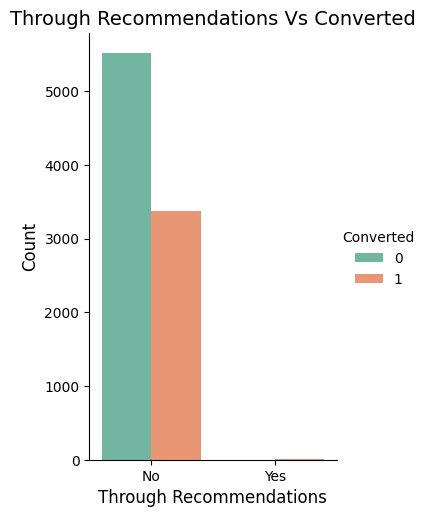 Through Recommendations Vs Converted
5000
4000
3000
2000
1000
0
Count
No
Yes
Through Recommendations
Converted
0
1